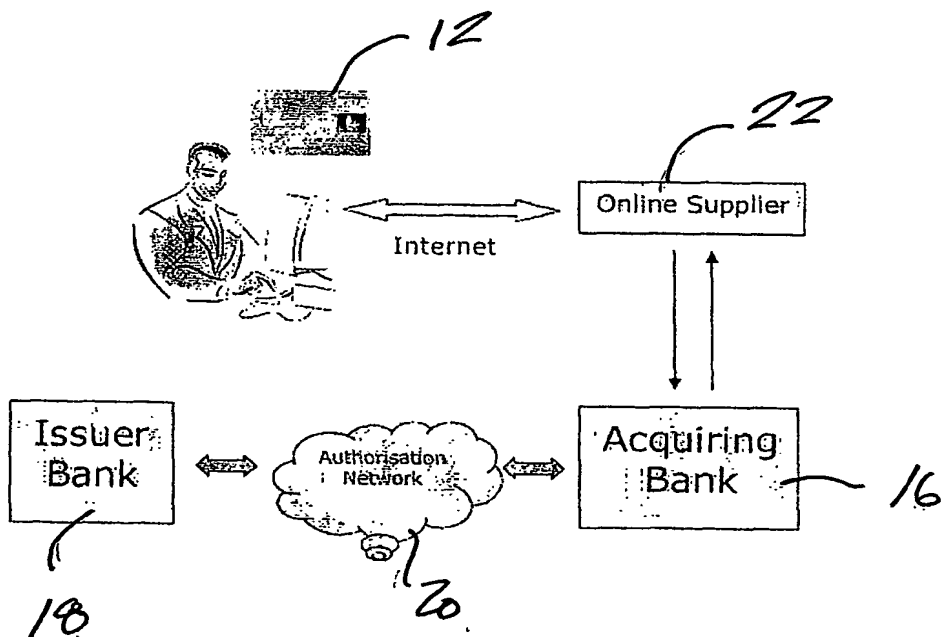 12
22
Online Supplier
Internet
Issuer
Bank
Authorisation
Network
Acquiring
Bank
16
18
20